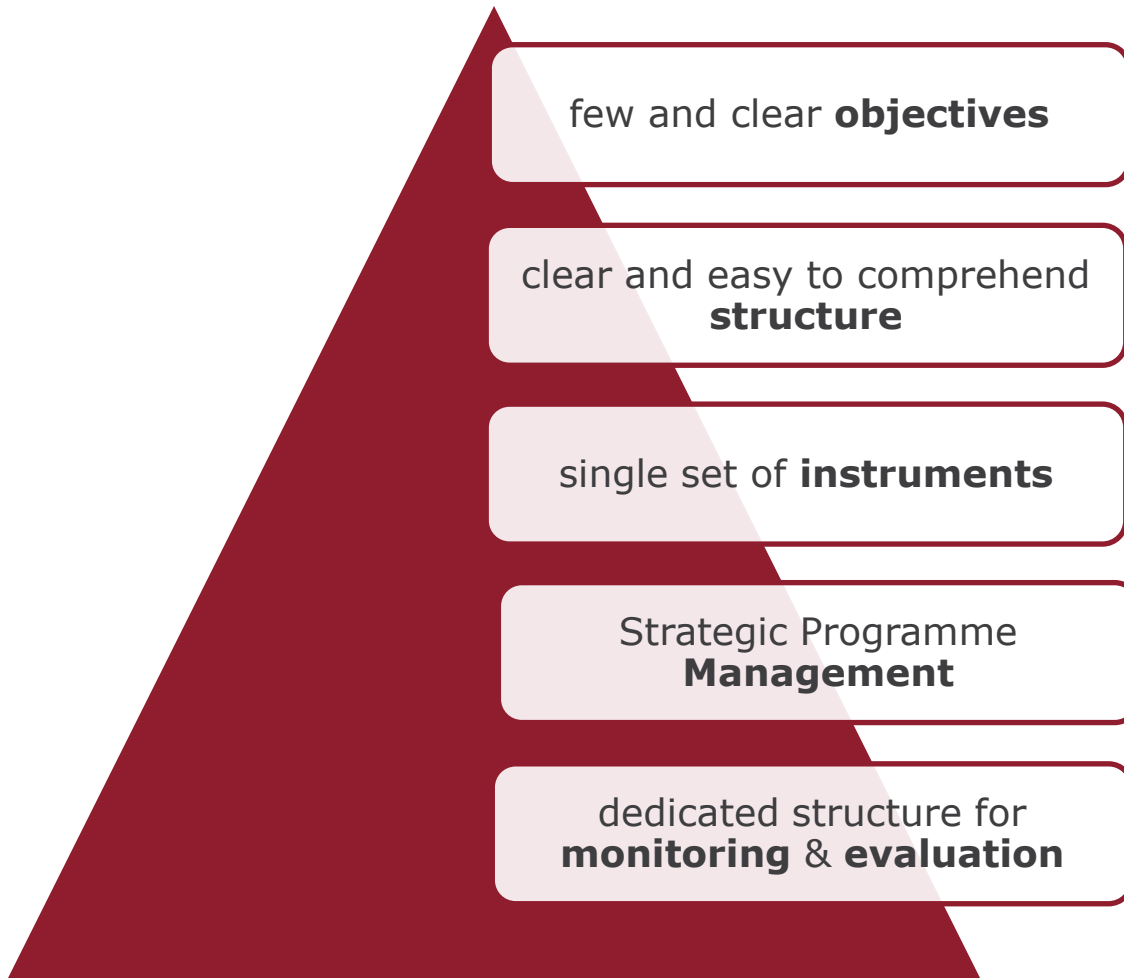 few and clear objectives
clear and easy to comprehend
structure
single set of instruments
Strategic Programme
Management
dedicated structure for
monitoring & evaluation